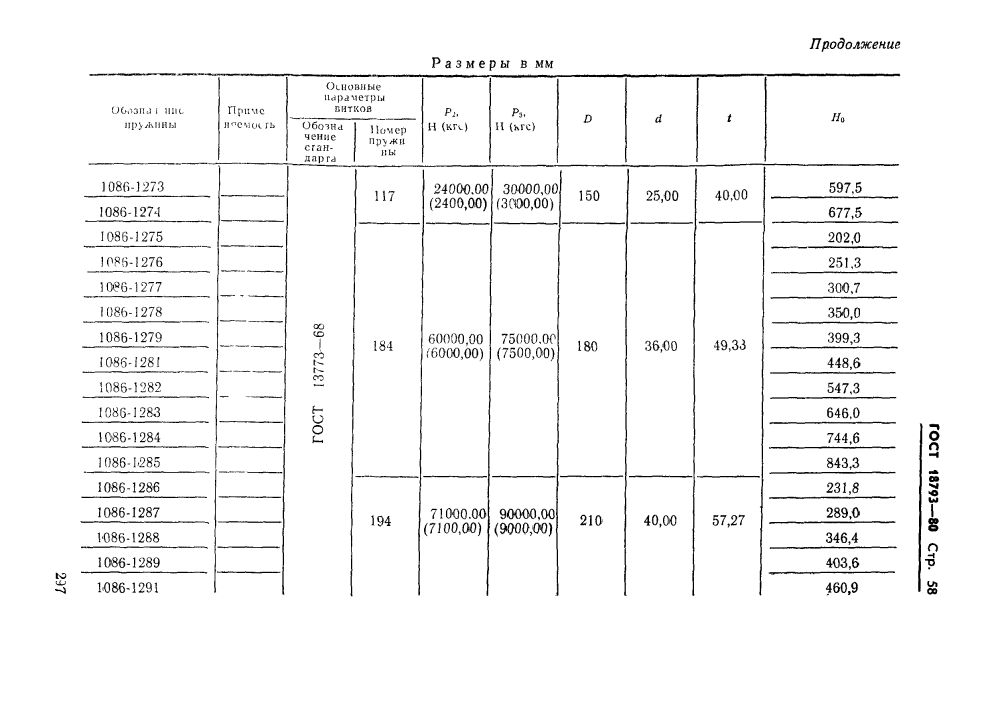 Продолжение
Размеры в мм
Обозначение пружины
Применяемость
Основные параметры витков
Обозначение стандарта
Номер пружины
P₂, Н (кгс)
P₃, Н (кгс)
D
d
t
H₀
ГОСТ 13773—68
1086-1273 117 24000,00 (2400,00) 30000,00 (3000,00) 150 25,00 40,00 597,5
1086-1274 677,5
1086-1275 202,0
1086-1276 251,3
1086-1277 300,7
1086-1278 350,0
1086-1279 184 60000,00 (6000,00) 75000,00 (7500,00) 180 36,00 49,33 399,3
1086-1281 448,6
1086-1282 547,3
1086-1283 646,0
1086-1284 744,6
1086-1285 843,3
1086-1286 231,8
1086-1287 194 71000,00 (7100,00) 90000,00 (9000,00) 210 40,00 57,27 289,0
1086-1288 346,4
1086-1289 403,6
1086-1291 460,9
ГОСТ 18793—80 Стр. 58
297